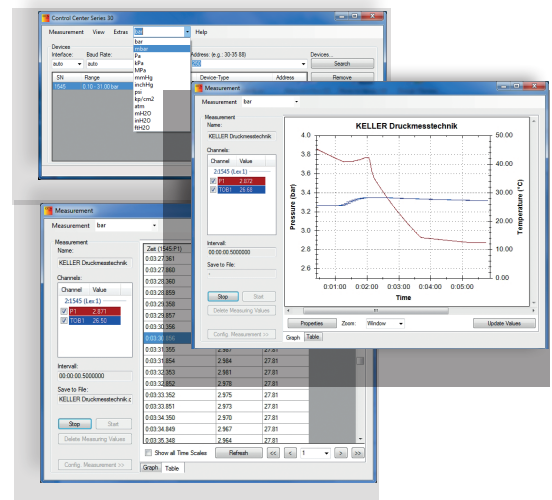 Control Center Series 30
Measurement View Extras bar Help
bar
mbar
Pa
kPa
MPa
mmHg
inchHg
psi
kp/cm2
atm
mH2O
inH2O
ftH2O
Devices
Interface: Baud Rate: Address: (e.g.: 30-35 88) Devices...
auto auto 250 Search
SN Range Device-Type Address Remove
1545 0.10 - 31.00 bar
Measurement
Measurement bar
Measurement
Name:
KELLER Druckmesstechnik
Channels:
Channel Value
2:1545 (Lex 1)
P1 2.872
TOB1 26.68
Intervall:
00:00:00.5000000
Save to File:
-
Stop Start
Delete Measuring Values
Config. Measurement >>
KELLER Druckmesstechnik
Pressure (bar)
4.0
3.8
3.6
3.4
3.2
3.0
2.8
2.6
50.00
40.00
30.00
20.00
10.00
0.00
Temperature (°C)
0:01:00 0:02:00 0:03:00 0:04:00 0:05:00
Time
Properties Zoom: Window Update Values
Graph Table
Measurement
Measurement bar
Measurement
Name:
KELLER Druckmesstechnik
Channels:
Channel Value
2:1545 (Lex 1)
P1 2.871
TOB1 26.50
Intervall:
00:00:00.5000000
Save to File:
KELLER Druckmesstechnik.c
Stop Start
Delete Measuring Values
Config. Measurement >>
Zeit (1545:P1)
0:03:27.361
0:03:27.860
0:03:28.360
0:03:28.859
0:03:29.358
0:03:29.857
0:03:30.356
0:03:30.856
0:03:31.355 2.987 27.81
0:03:31.854 2.984 27.81
0:03:32.353 2.981 27.81
0:03:32.852 2.978 27.81
0:03:33.352 2.975 27.81
0:03:33.851 2.973 27.81
0:03:34.350 2.970 27.81
0:03:34.849 2.967 27.81
0:03:35.348 2.964 27.81
Show all Time Scales Refresh << < 1 > >>
Graph Table